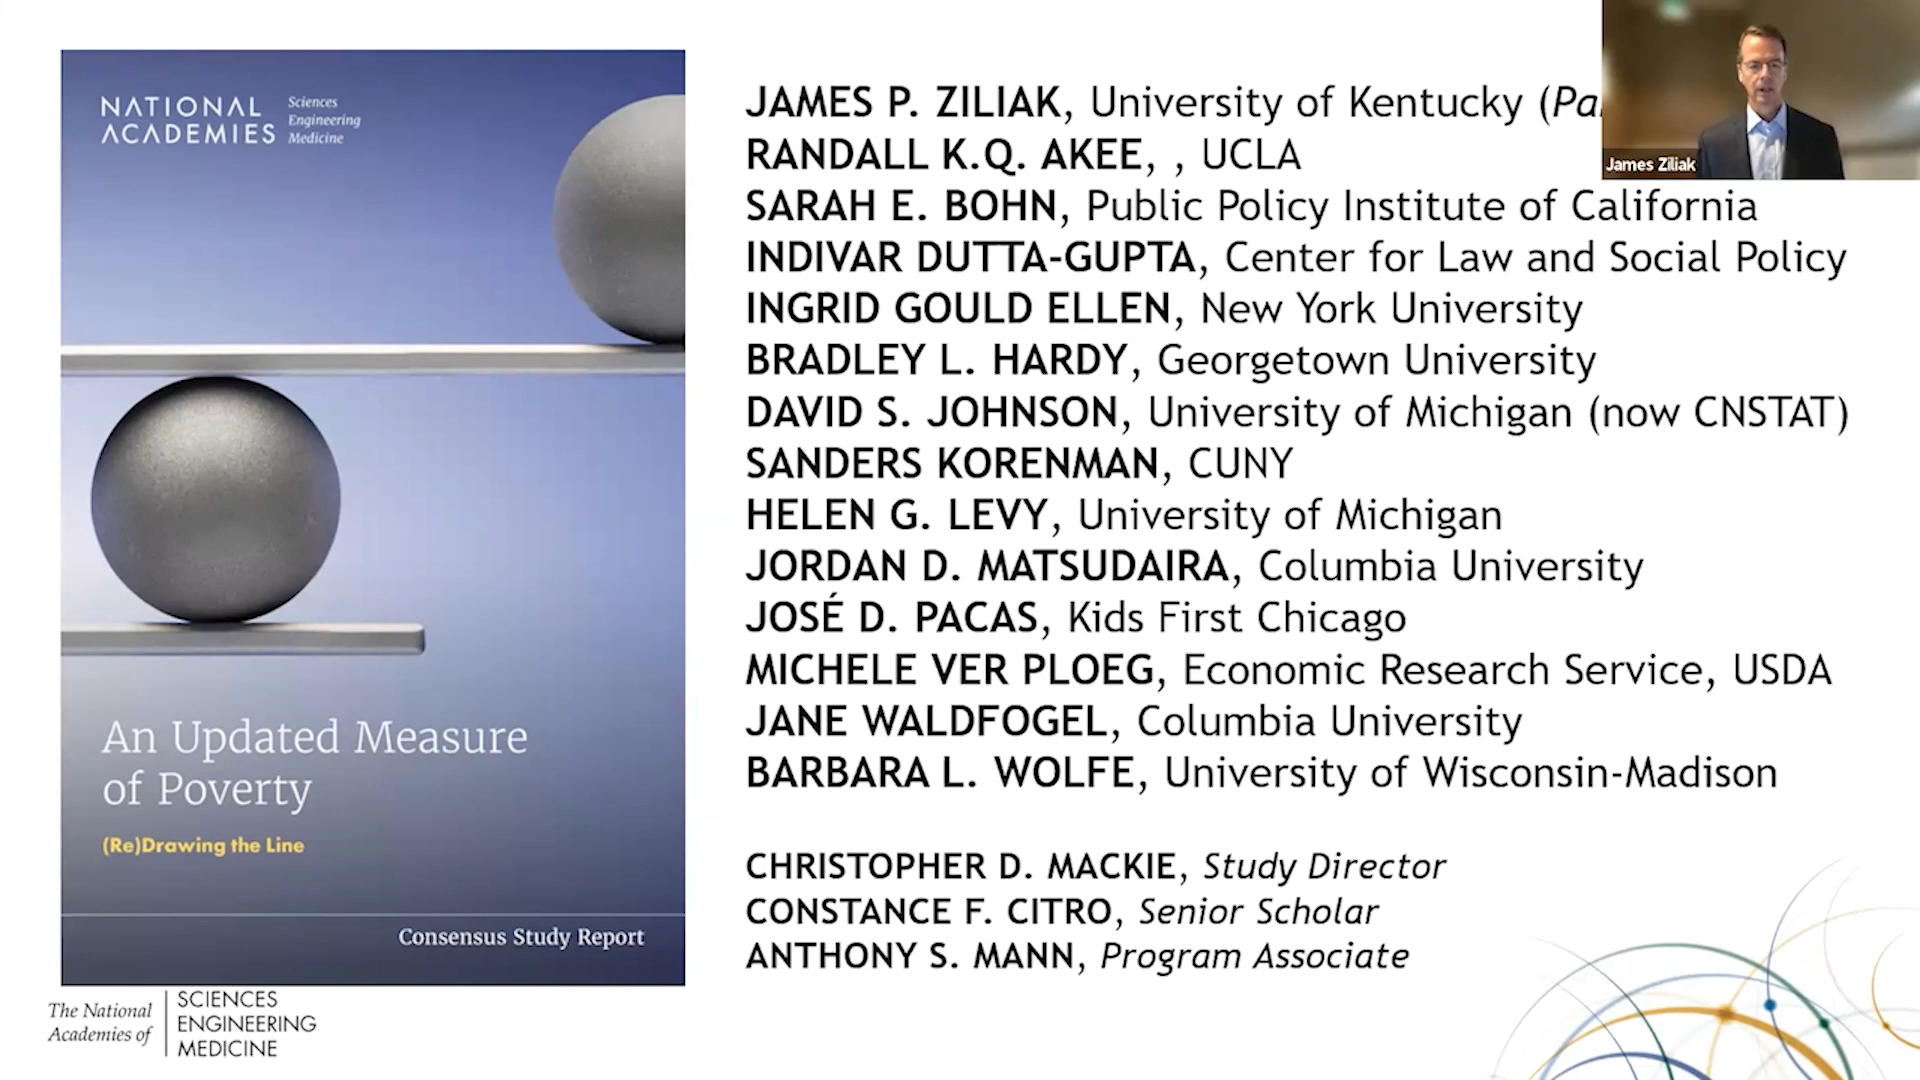 NATIONAL ACADEMIES
Sciences
Engineering
Medicine
An Updated Measure
of Poverty
(Re)Drawing the Line
Consensus Study Report
The National
Academies of
SCIENCES
ENGINEERING
MEDICINE
JAMES P. ZILIAK, University of Kentucky (
RANDALL K.Q. AKEE, , UCLA
SARAH E. BOHN, Public Policy Institute of California
INDIVAR DUTTA-GUPTA, Center for Law and Social Policy
INGRID GOULD ELLEN, New York University
BRADLEY L. HARDY, Georgetown University
DAVID S. JOHNSON, University of Michigan (now CNSTAT)
SANDERS KORENMAN, CUNY
HELEN G. LEVY, University of Michigan
JORDAN D. MATSUDAIRA, Columbia University
JOSÉ D. PACAS, Kids First Chicago
MICHELE VER PLOEG, Economic Research Service, USDA
JANE WALDFOGEL, Columbia University
BARBARA L. WOLFE, University of Wisconsin-Madison
CHRISTOPHER D. MACKIE, Study Director
CONSTANCE F. CITRO, Senior Scholar
ANTHONY S. MANN, Program Associate
James Ziliak